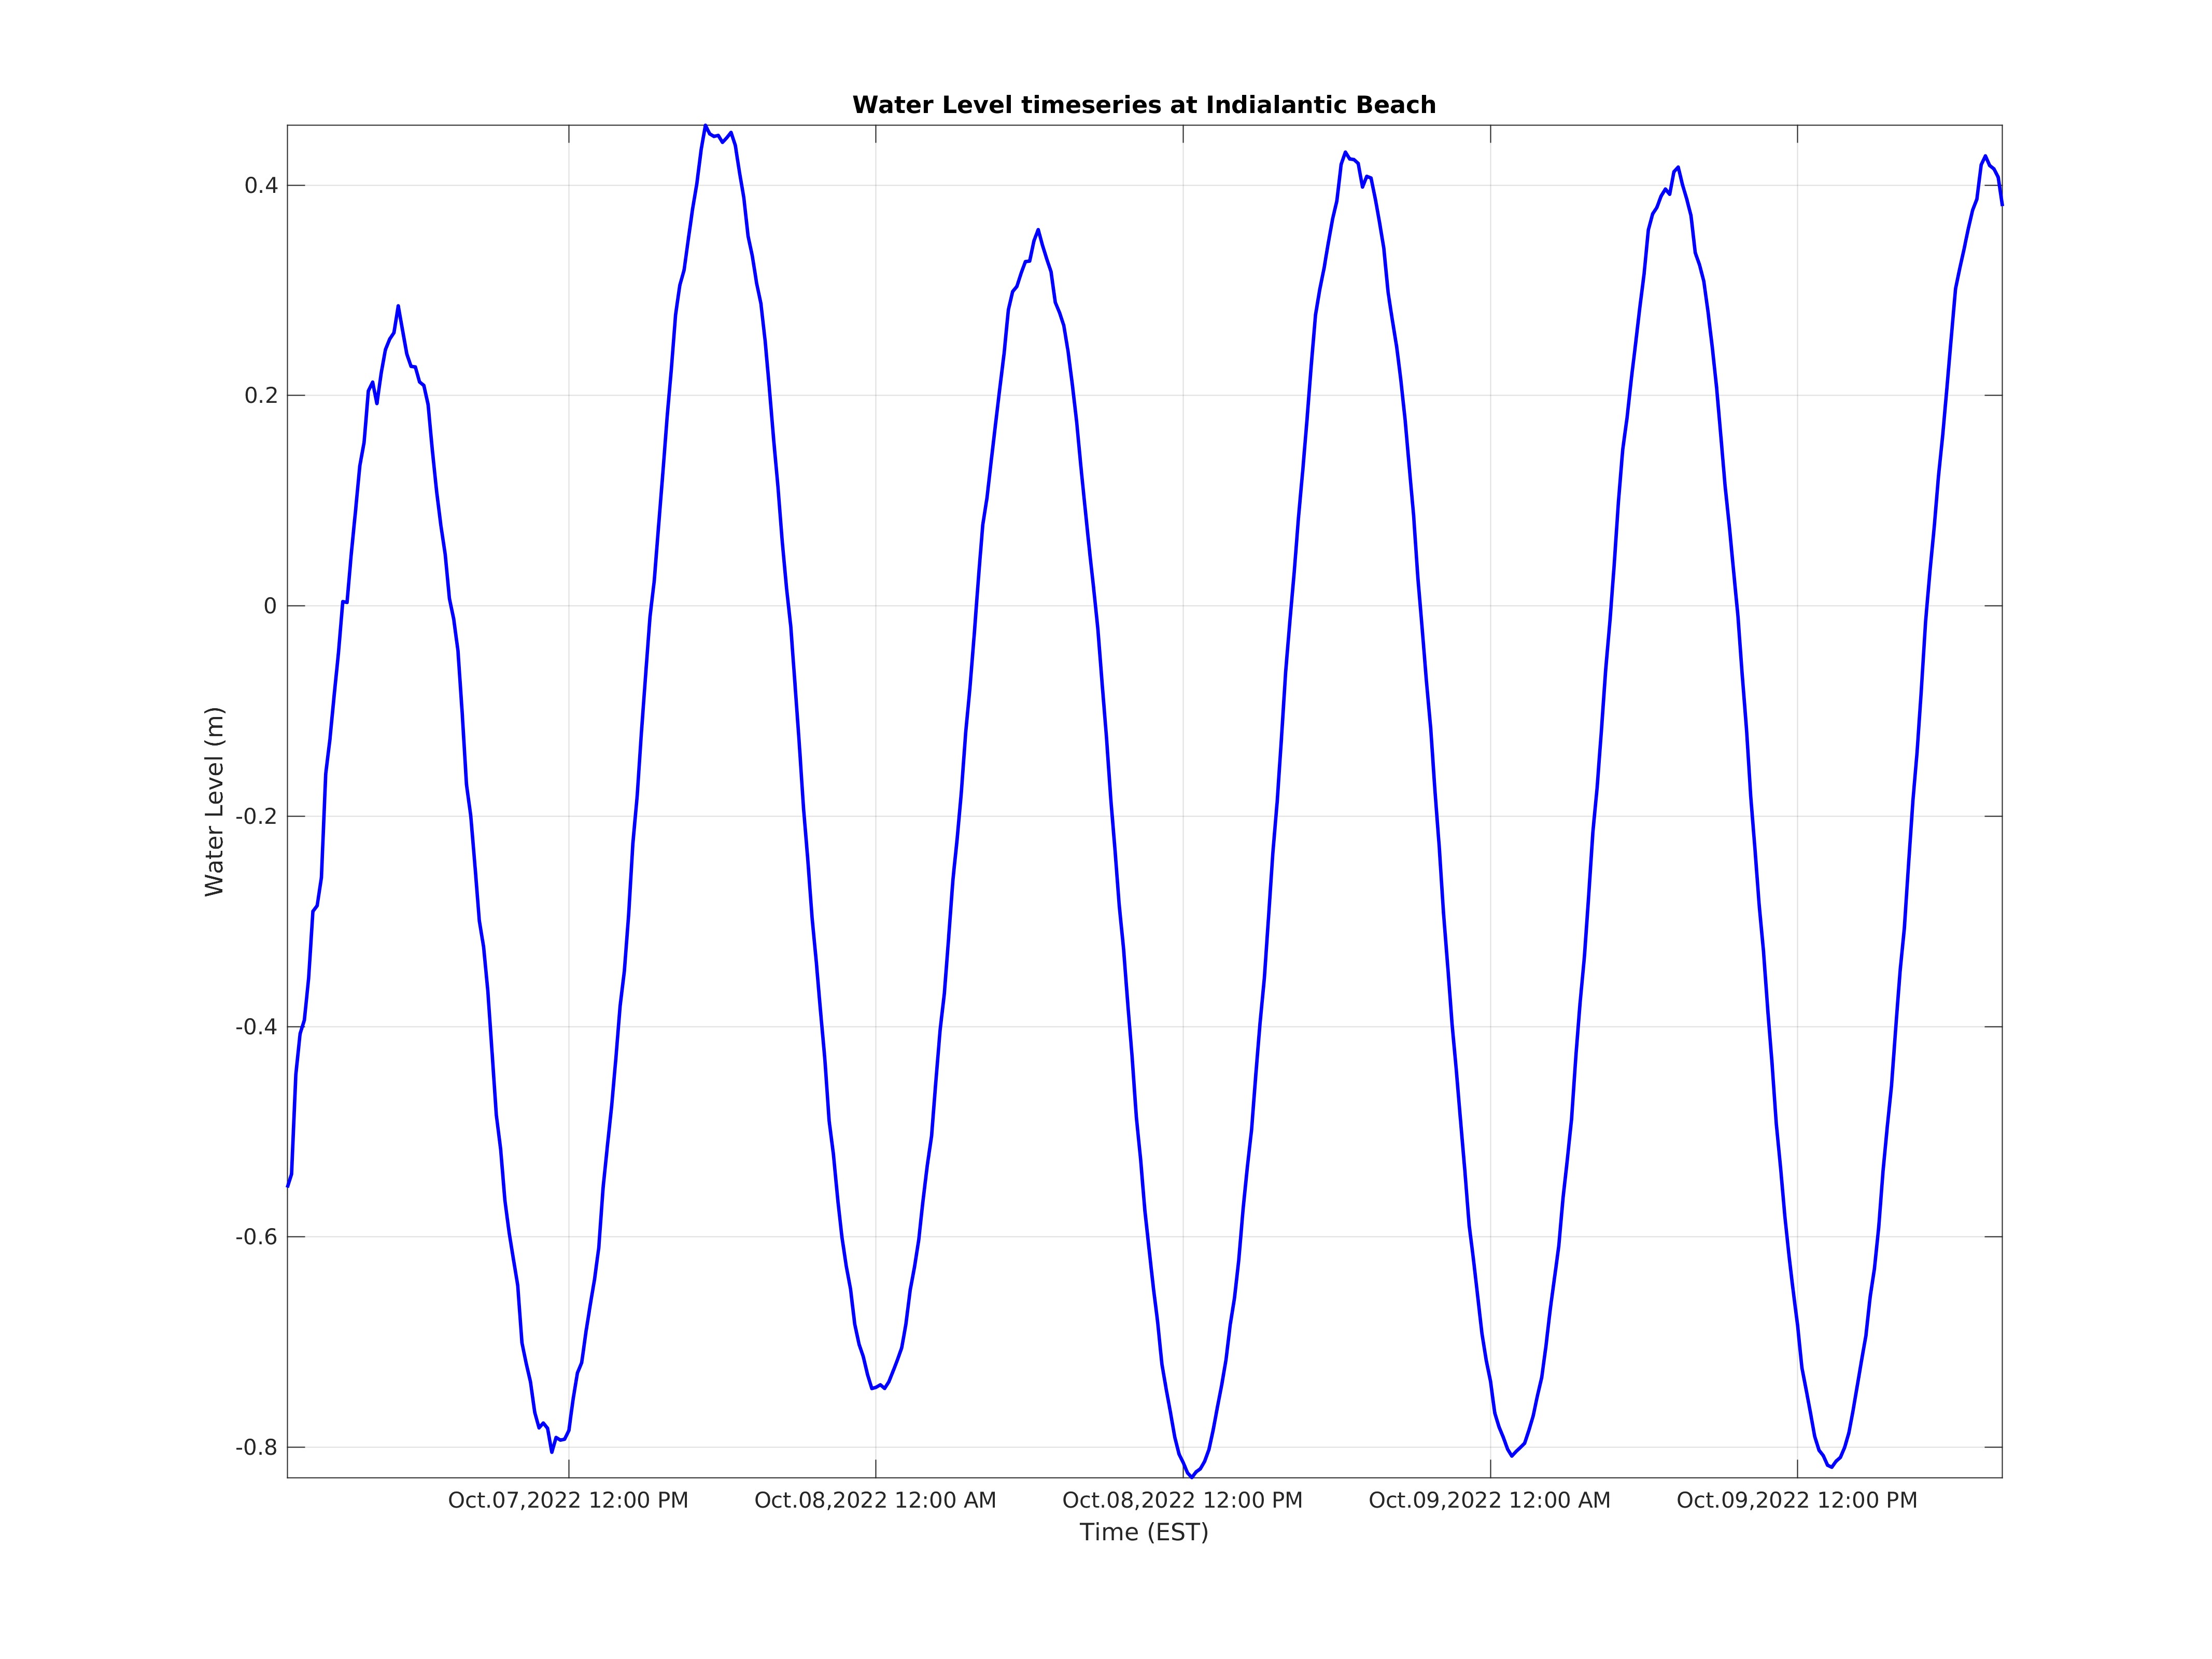 Water Level timeseries at Indialantic Beach
0.4
0.2
0
-0.2
-0.4
-0.6
-0.8
Water Level (m)
Oct.07,2022 12:00 PM
Oct.08,2022 12:00 AM
Oct.08,2022 12:00 PM
Oct.09,2022 12:00 AM
Oct.09,2022 12:00 PM
Time (EST)